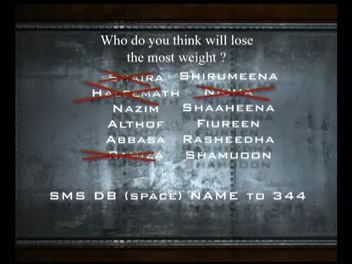 Who do you think will lose
the most weight ?
SHIRUMEENA
NAZIM SHAAHEENA
ALTHOF FIUREEN
ABBASA RASHEEDHA
SHAMUOON
SMS DB (SPACE) NAME TO 344